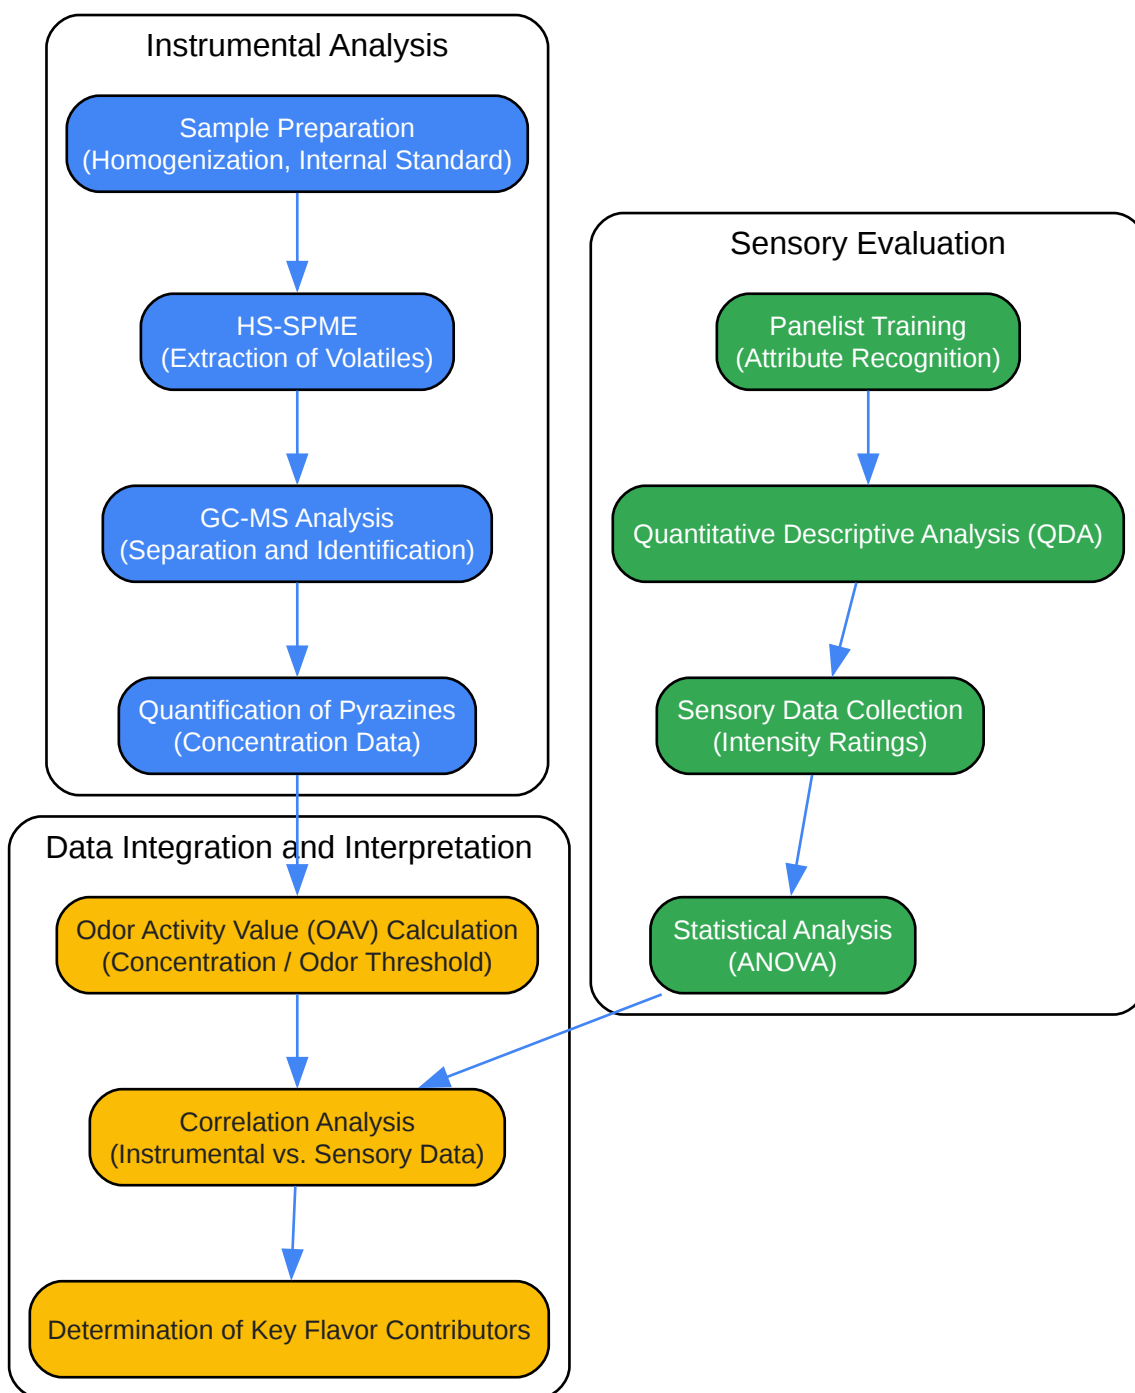 Instrumental Analysis
Sample Preparation
(Homogenization, Internal Standard)
HS-SPME
(Extraction of Volatiles)
GC-MS Analysis
(Separation and Identification)
Quantification of Pyrazines
(Concentration Data)
Sensory Evaluation
Panelist Training
(Attribute Recognition)
Quantitative Descriptive Analysis (QDA)
Sensory Data Collection
(Intensity Ratings)
Statistical Analysis
(ANOVA)
Data Integration and Interpretation
Odor Activity Value (OAV) Calculation
(Concentration / Odor Threshold)
Correlation Analysis
(Instrumental vs. Sensory Data)
Determination of Key Flavor Contributors